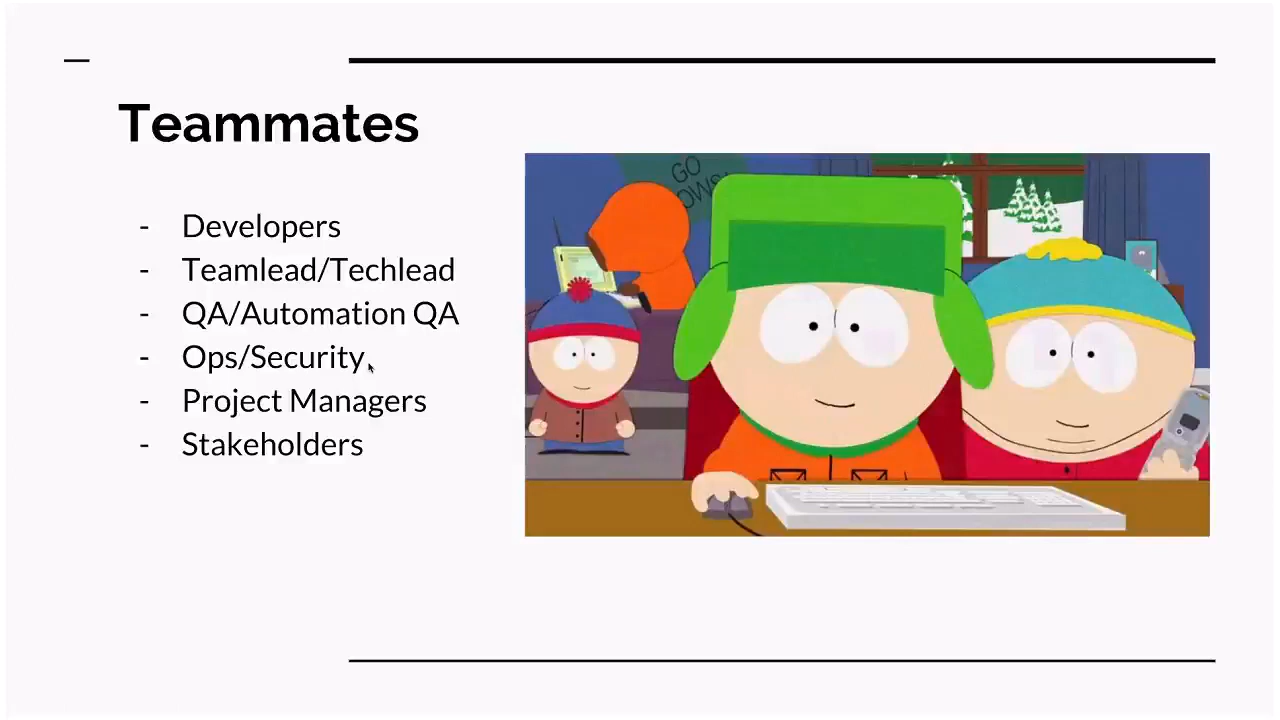 Teammates
- Developers
- Teamlead/Techlead
- QA/Automation QA
- Ops/Security
- Project Managers
- Stakeholders
GO